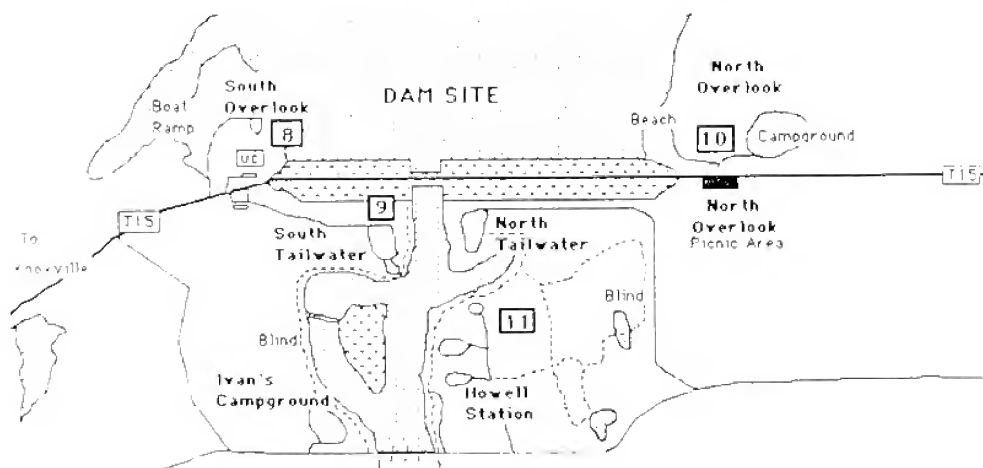 DAM SITE
South
Overlook
Boat
Ramp
8
North
Overlook
Beach
10
Campground
T15
T15
9
South
Tailwater
North
Tailwater
North
Overlook
Picnic Area
To
Knoxville
Blind
11
Blind
Ivan's
Campground
Howell
Station